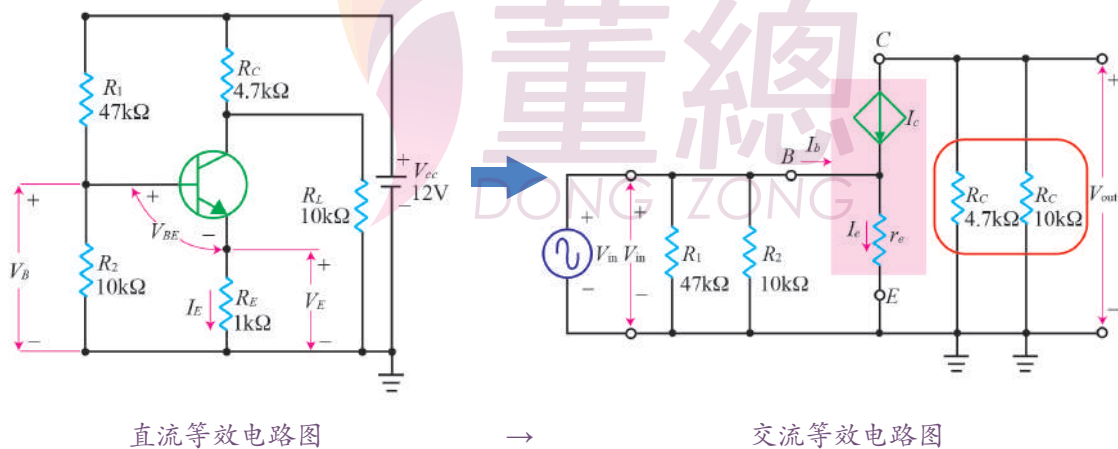 R1
47kΩ
RC
4.7kΩ
+
Vcc
12V
−
RL
10kΩ
+
VBE
−
+
VB
−
R2
10kΩ
IE
RE
1kΩ
+
VE
−
董總
DONG ZONG
C
Ic
Ib
B
Ie
re
E
+
Vin
−
+
Vin
−
R1
47kΩ
R2
10kΩ
RC
4.7kΩ
RC
10kΩ
+
Vout
−
直流等效电路图 → 交流等效电路图